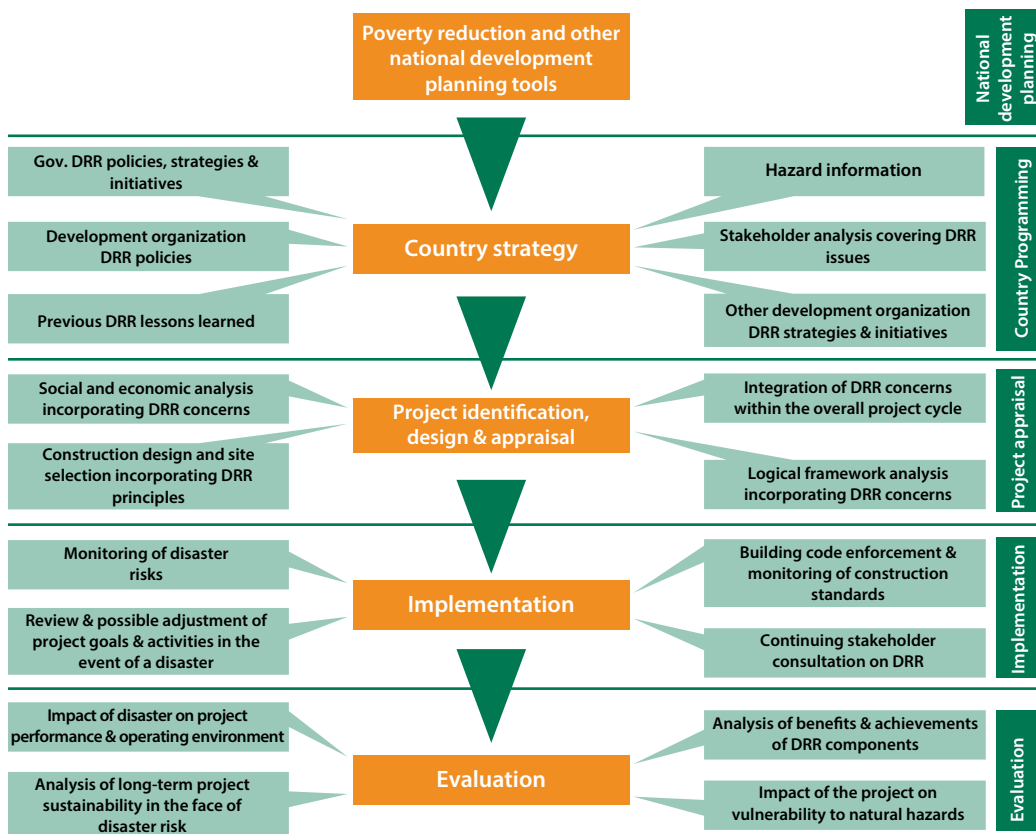 Poverty reduction and other
national development
planning tools
National
development
planning
Gov. DRR policies, strategies &
initiatives
Development organization
DRR policies
Previous DRR lessons learned
Country strategy
Hazard information
Stakeholder analysis covering DRR
issues
Other development organization
DRR strategies & initiatives
Country Programming
Social and economic analysis
incorporating DRR concerns
Construction design and site
selection incorporating DRR
principles
Project identification,
design & appraisal
Integration of DRR concerns
within the overall project cycle
Logical framework analysis
incorporating DRR concerns
Project appraisal
Monitoring of disaster
risks
Review & possible adjustment of
project goals & activities in the
event of a disaster
Implementation
Building code enforcement &
monitoring of construction
standards
Continuing stakeholder
consultation on DRR
Implementation
Impact of disaster on project
performance & operating environment
Analysis of long-term project
sustainability in the face of
disaster risk
Evaluation
Analysis of benefits & achievements
of DRR components
Impact of the project on
vulnerability to natural hazards
Evaluation